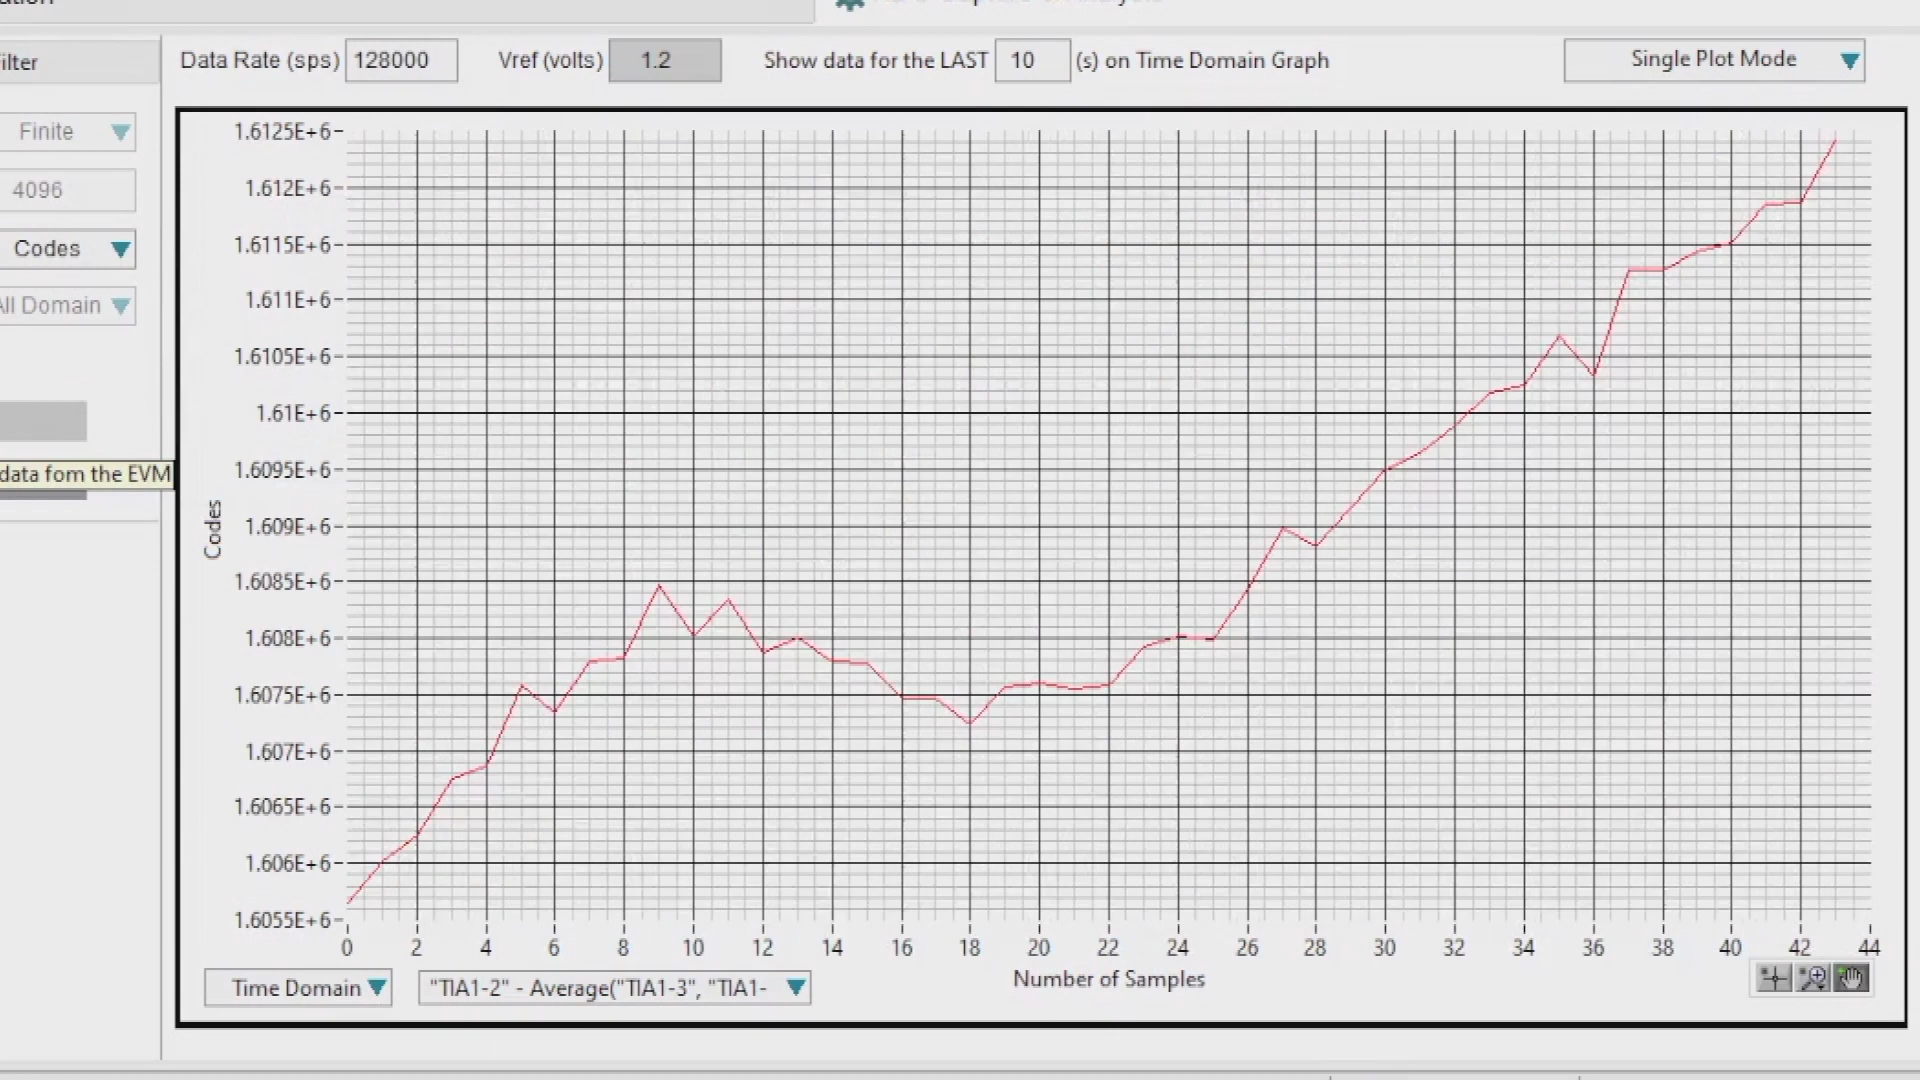 ilter
Data Rate (sps) 128000 Vref (volts) 1.2 Show data for the LAST 10 (s) on Time Domain Graph Single Plot Mode
Finite
4096
Codes
All Domain
data fom the EVM
1.6125E+6
1.612E+6
1.6115E+6
1.611E+6
1.6105E+6
1.61E+6
1.6095E+6
1.609E+6
1.6085E+6
1.608E+6
1.6075E+6
1.607E+6
1.6065E+6
1.606E+6
1.6055E+6
Codes
0 2 4 6 8 10 12 14 16 18 20 22 24 26 28 30 32 34 36 38 40 42 44
Number of Samples
Time Domain "TIA1-2" - Average("TIA1-3", "TIA1-